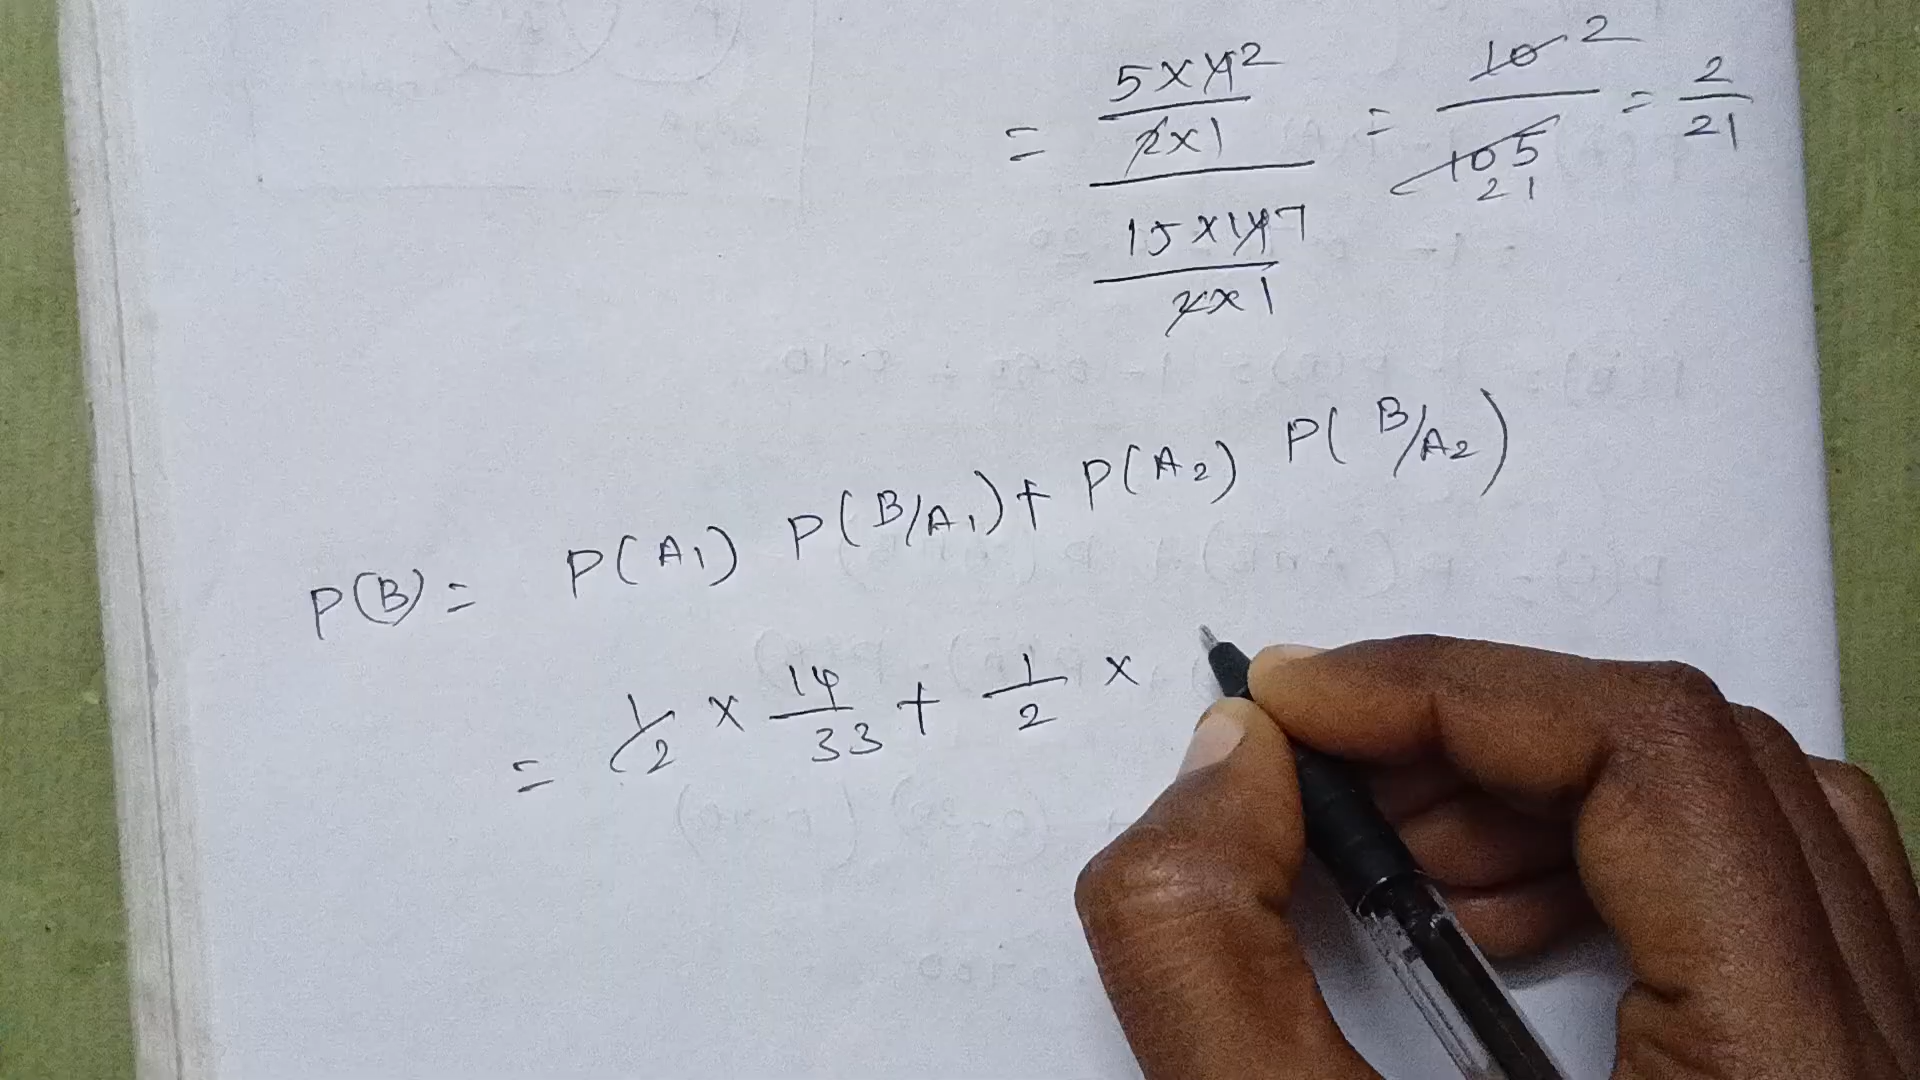 = 5 x 4 2 / 2 x 1 / 15 x 14 7 / 2 x 1 = 10 2 / 105 21 = 2 / 21
P(B) = P(A1) P(B/A1) + P(A2) P(B/A2)
= 1/2 x 14/33 + 1/2 x